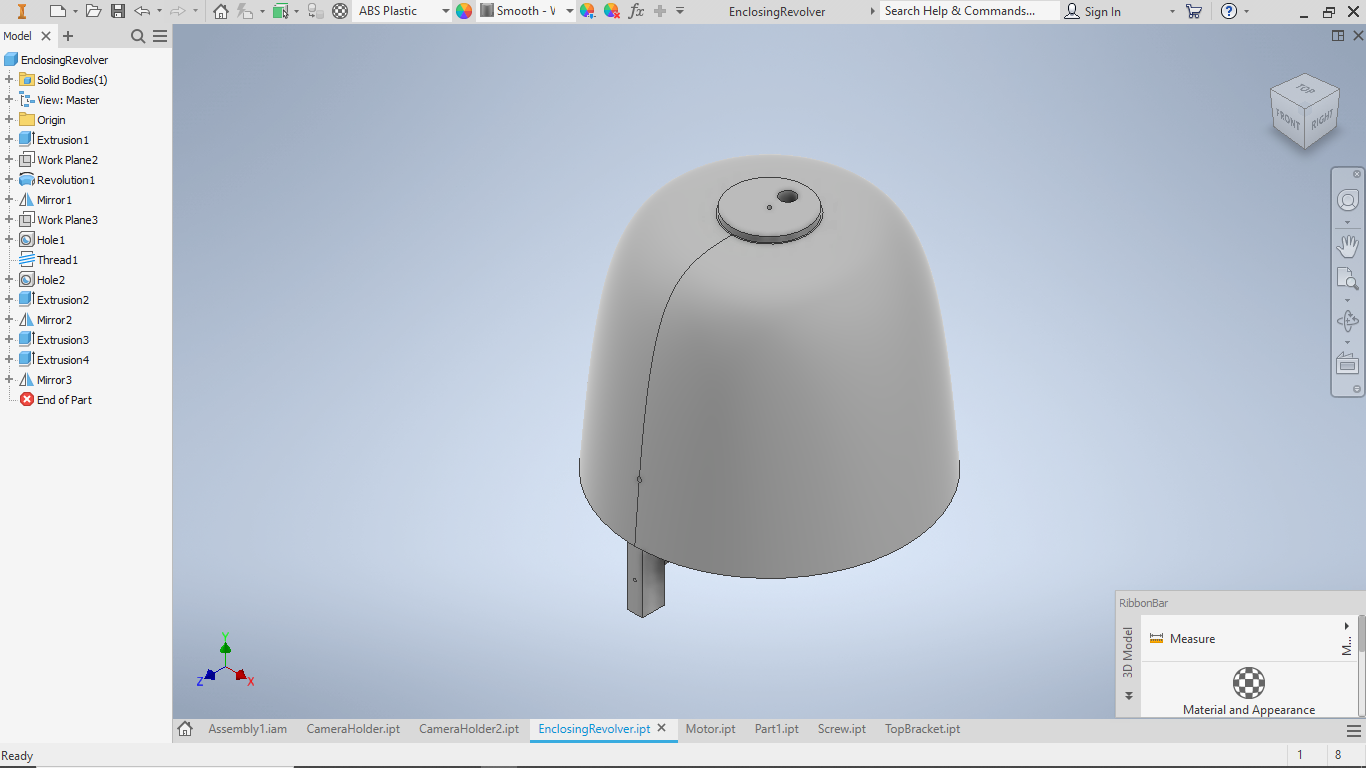 ABS Plastic
Smooth - \
fx
EnclosingRevolver
Search Help & Commands...
Sign In
Model
EnclosingRevolver
Solid Bodies(1)
View: Master
Origin
Extrusion1
Work Plane2
Revolution1
Mirror1
Work Plane3
Hole1
Thread1
Hole2
Extrusion2
Mirror2
Extrusion3
Extrusion4
Mirror3
End of Part
TOP
FRONT
RIGHT
Y
Z
X
RibbonBar
3D Model
Measure
M...
Material and Appearance
Assembly1.iam
CameraHolder.ipt
CameraHolder2.ipt
EnclosingRevolver.ipt
Motor.ipt
Part1.ipt
Screw.ipt
TopBracket.ipt
Ready
1
8